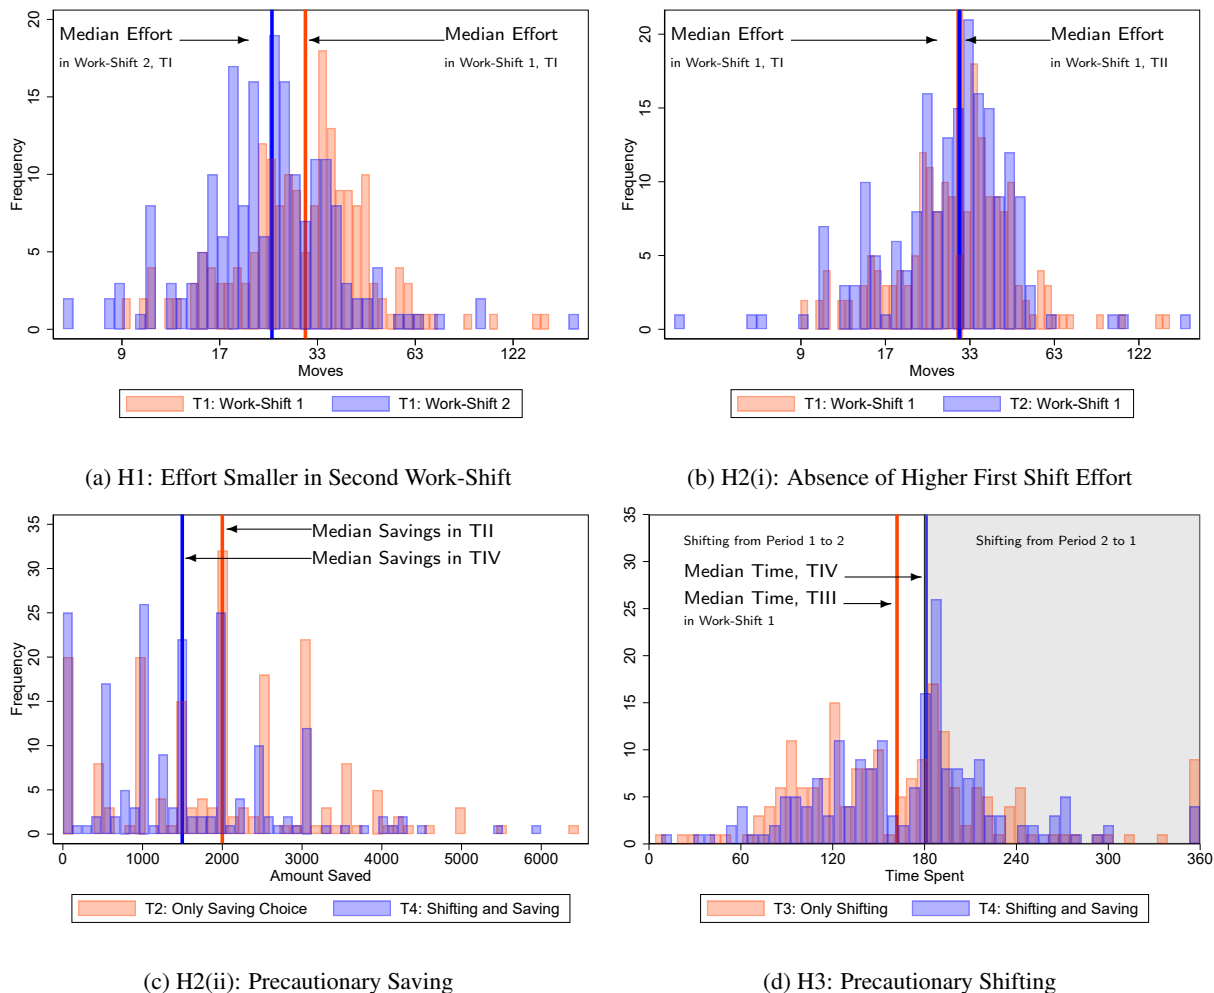 Median Effort
in Work-Shift 2, TI
Median Effort
in Work-Shift 1, TI
Frequency
0
5
10
15
20
9
17
33
63
122
Moves
T1: Work-Shift 1
T1: Work-Shift 2
(a) H1: Effort Smaller in Second Work-Shift
Median Effort
in Work-Shift 1, TI
Median Effort
in Work-Shift 1, TII
Frequency
0
5
10
15
20
9
17
33
63
122
Moves
T1: Work-Shift 1
T2: Work-Shift 1
(b) H2(i): Absence of Higher First Shift Effort
Median Savings in TII
Median Savings in TIV
Frequency
0
5
10
15
20
25
30
35
0
1000
2000
3000
4000
5000
6000
Amount Saved
T2: Only Saving Choice
T4: Shifting and Saving
(c) H2(ii): Precautionary Saving
Shifting from Period 1 to 2
Shifting from Period 2 to 1
Median Time, TIV
Median Time, TIII
in Work-Shift 1
0
5
10
15
20
25
30
35
0
60
120
180
240
300
360
Time Spent
T3: Only Shifting
T4: Shifting and Saving
(d) H3: Precautionary Shifting